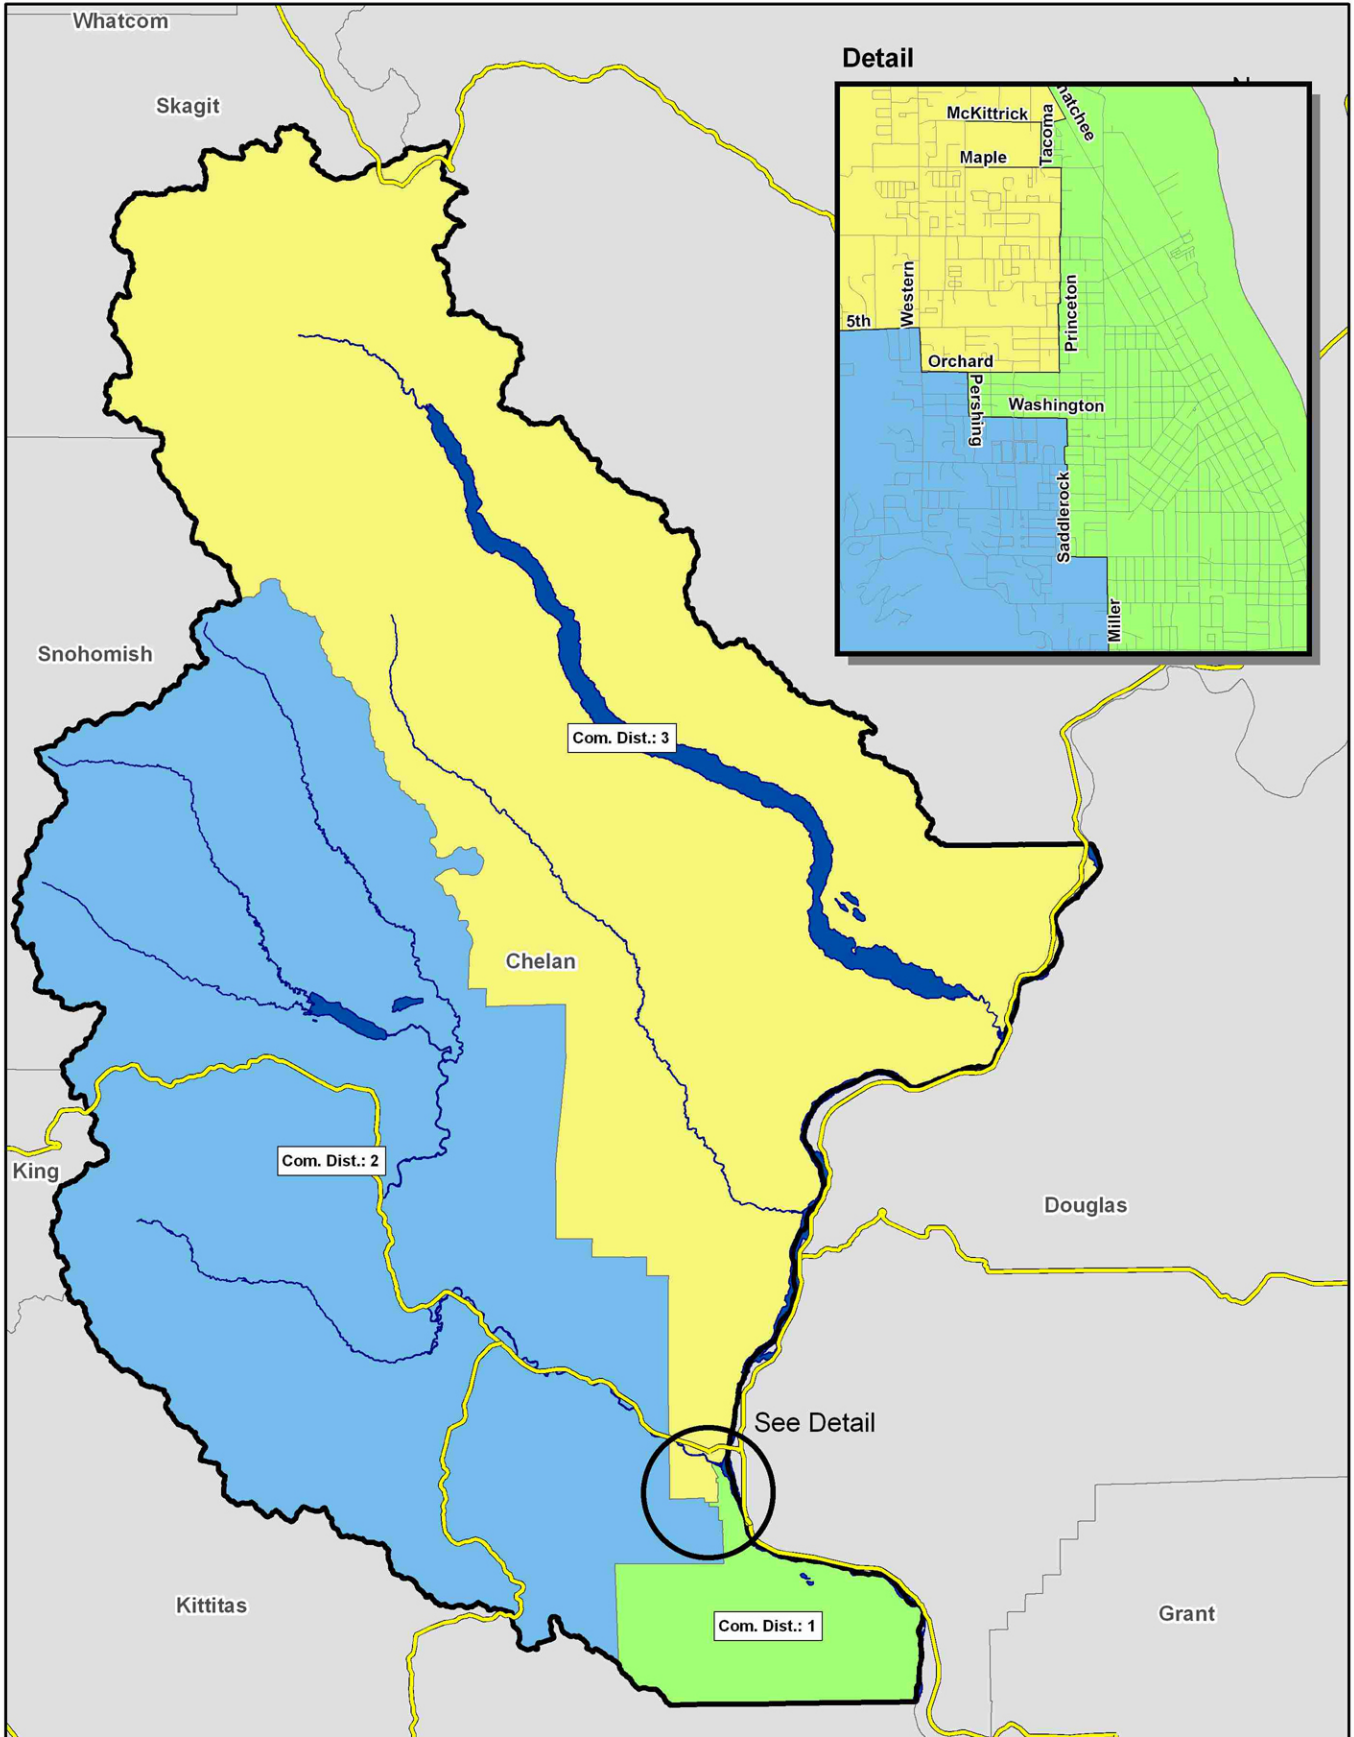 Whatcom
Skagit
Detail
McKittrick
Tacoma
Maple
Western
Princeton
5th
Orchard
Pershing
Washington
Saddlerock
Miller
Snohomish
Com. Dist.: 3
Chelan
Com. Dist.: 2
King
Douglas
See Detail
Kittitas
Com. Dist.: 1
Grant